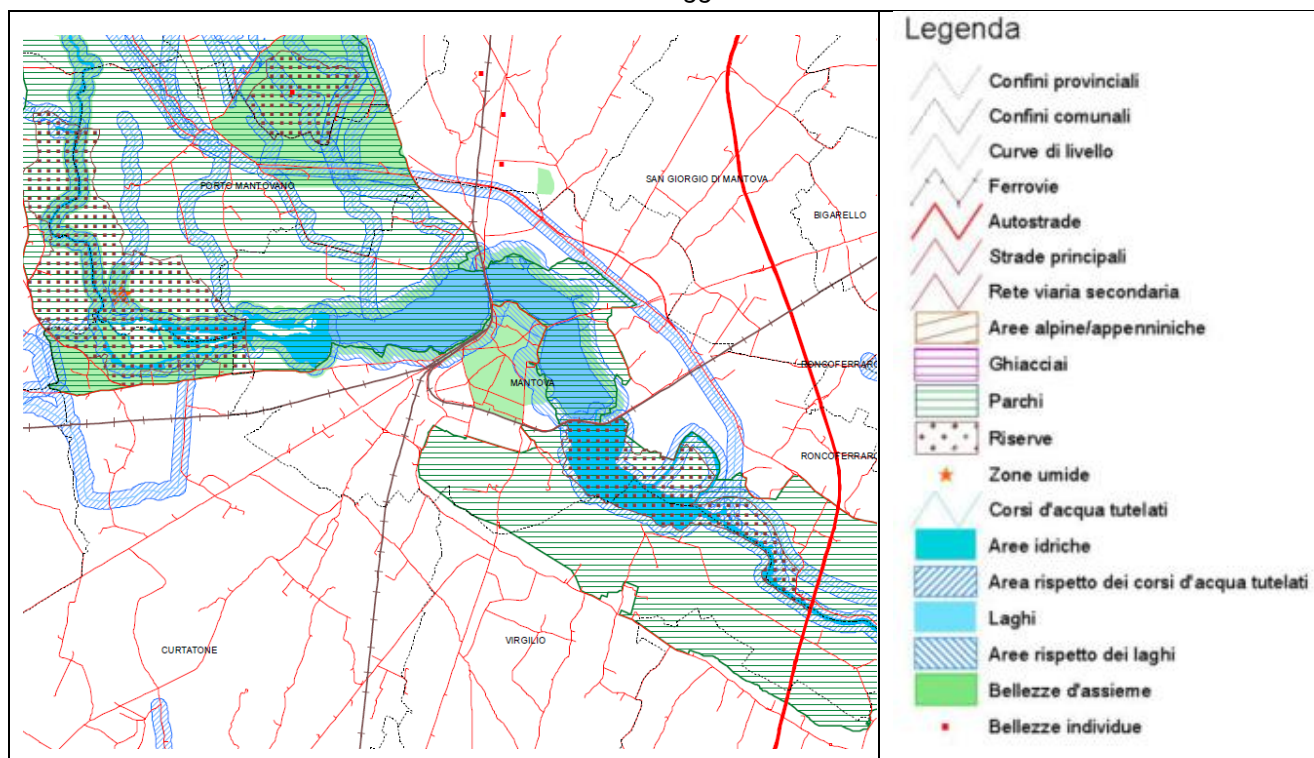 Legenda
Confini provinciali
Confini comunali
Curve di livello
Ferrovie
Autostrade
Strade principali
Rete viaria secondaria
Aree alpine/appenniniche
Ghiacciai
Parchi
Riserve
Zone umide
Corsi d'acqua tutelati
Aree idriche
Area rispetto dei corsi d'acqua tutelati
Laghi
Aree rispetto dei laghi
Bellezze d'assieme
Bellezze individue
SAN GIORGIO DI MANTOVA
PORTO MANTOVANO
BIGARELLO
RONCOFERRARO
MANTOVA
RONCOFERRARO
VIRGILIO
CURTATONE